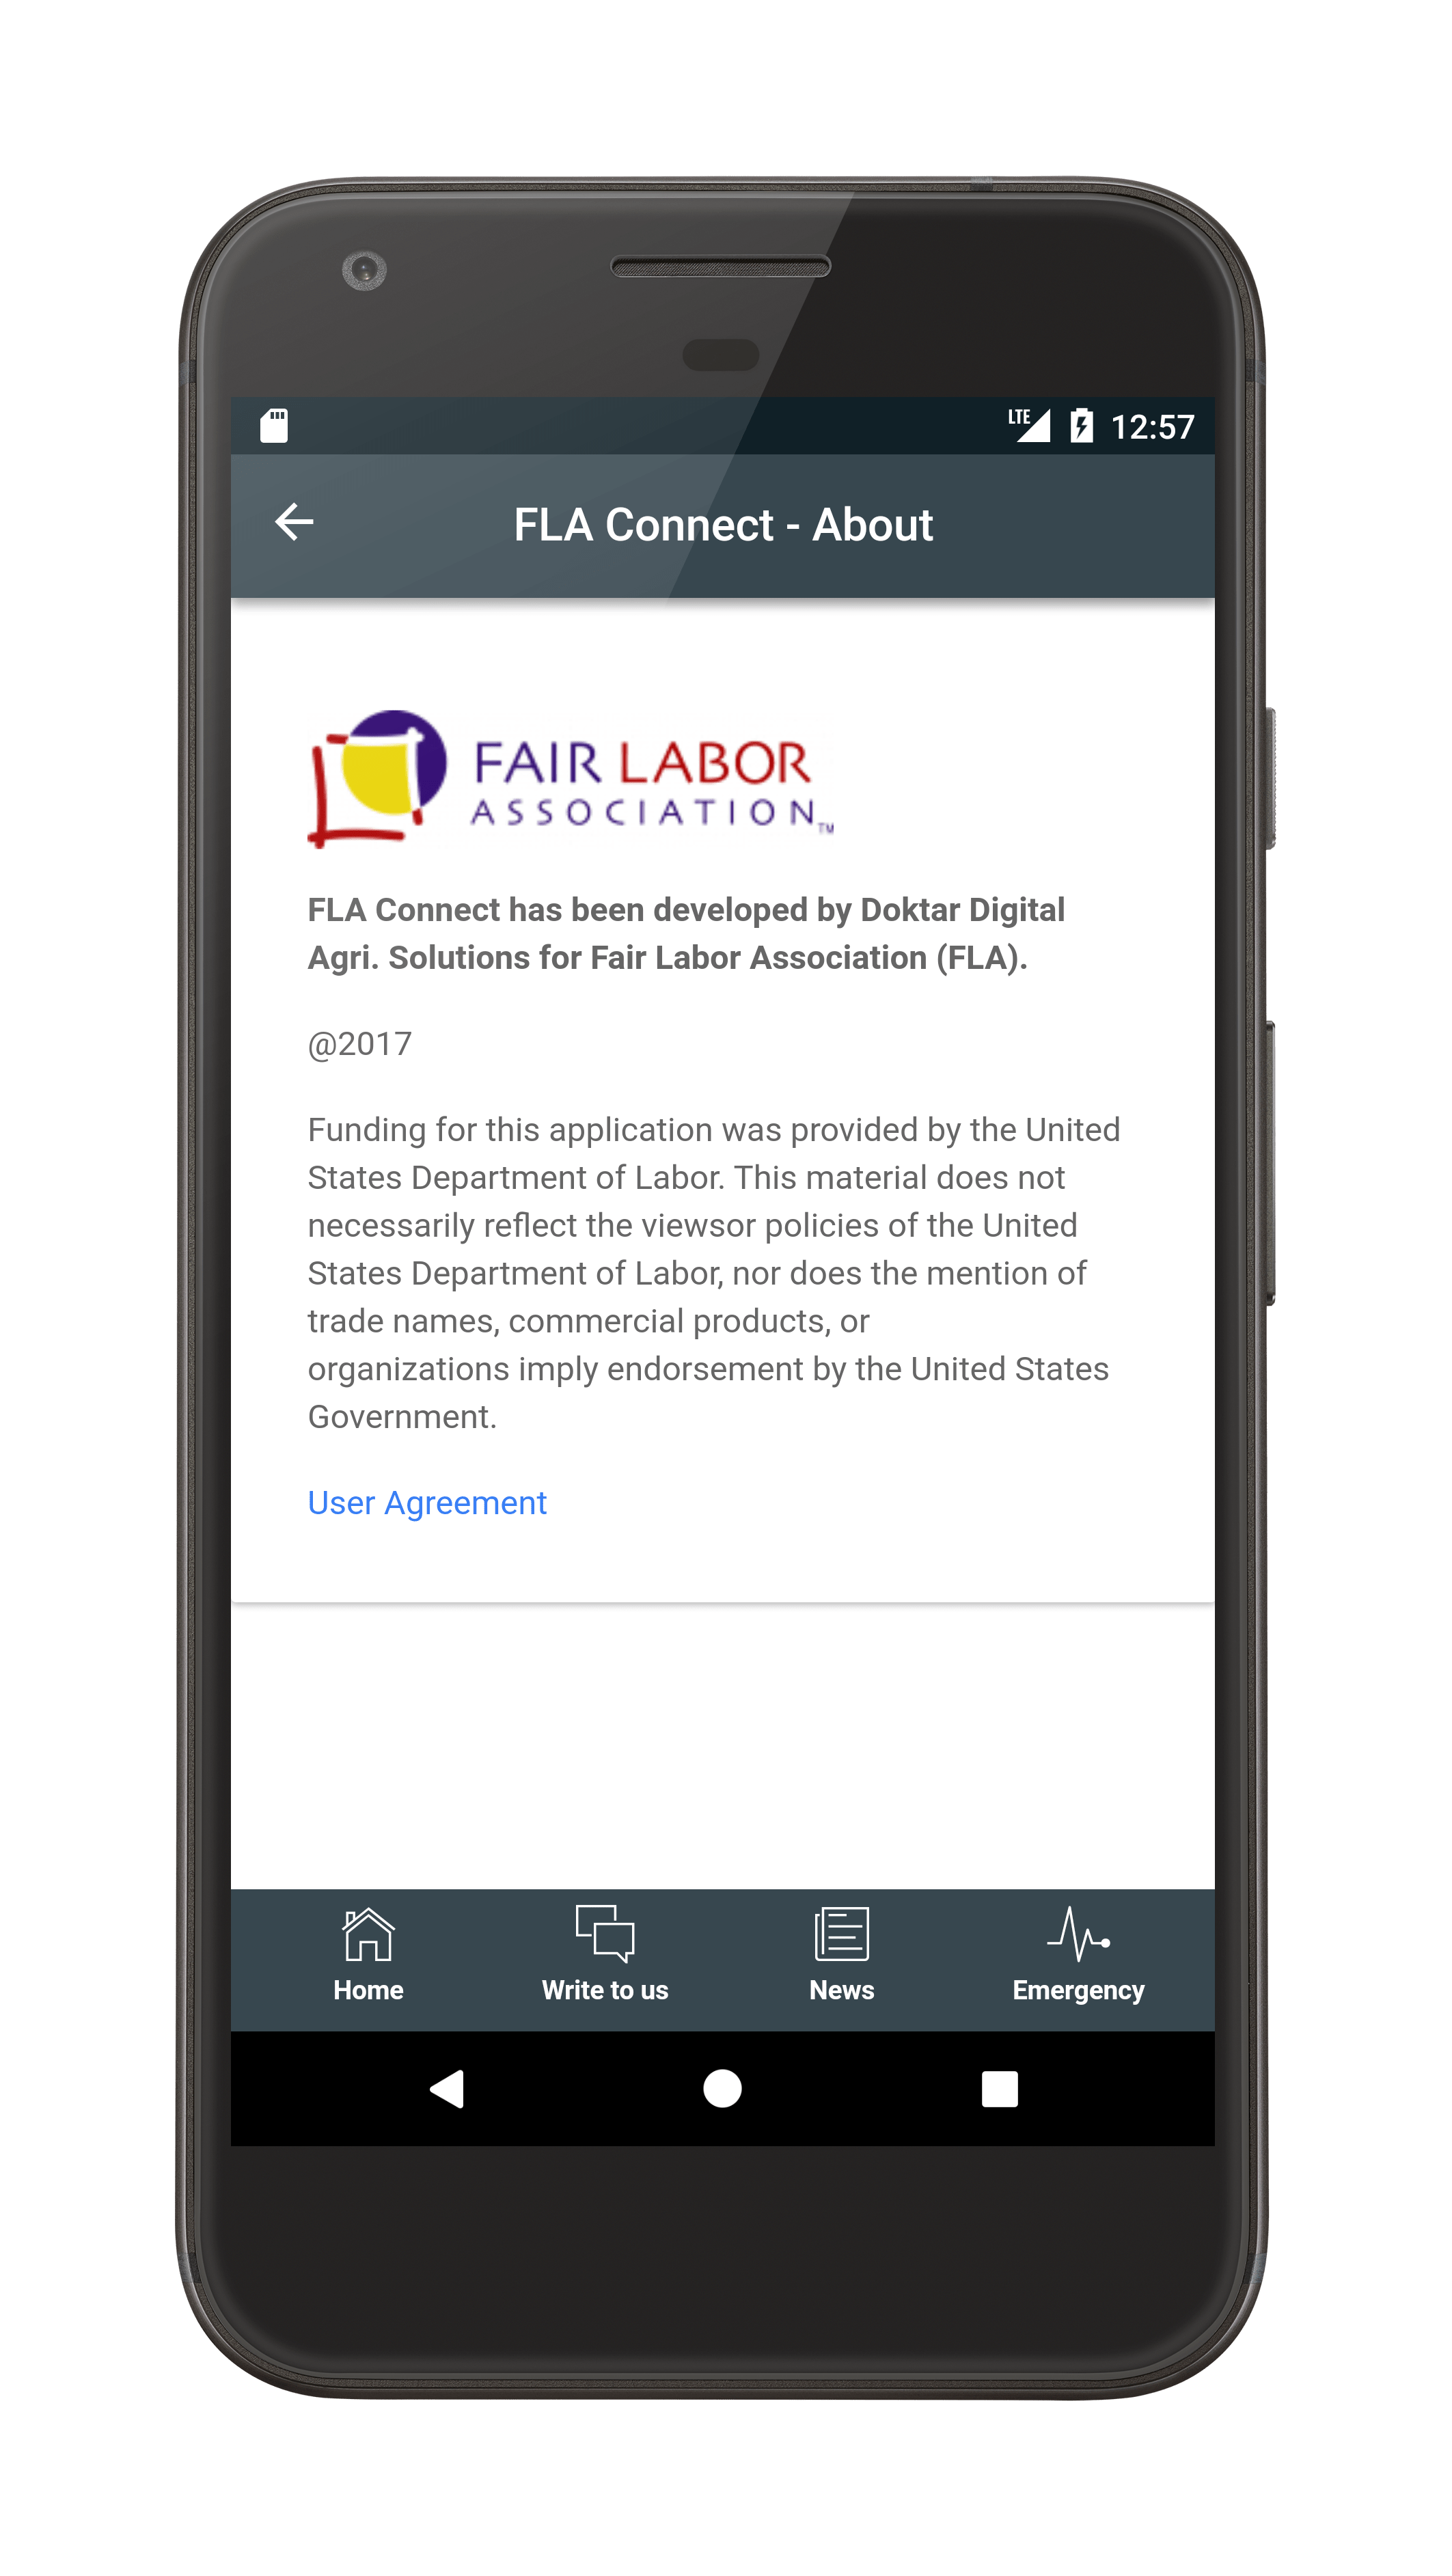 LTE 12:57
FLA Connect - About
FAIR LABOR
ASSOCIATION™
FLA Connect has been developed by Doktar Digital
Agri. Solutions for Fair Labor Association (FLA).
@2017
Funding for this application was provided by the United
States Department of Labor. This material does not
necessarily reflect the viewsor policies of the United
States Department of Labor, nor does the mention of
trade names, commercial products, or
organizations imply endorsement by the United States
Government.
User Agreement
Home Write to us News Emergency